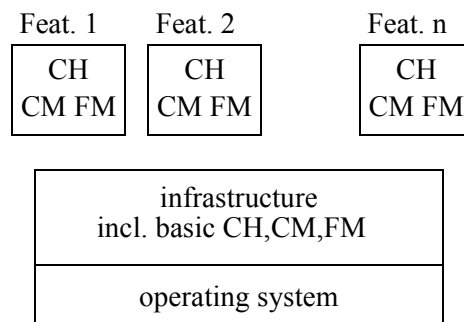 Feat. 1 Feat. 2 Feat. n
CH CH CH
CM FM CM FM CM FM
infrastructure
incl. basic CH,CM,FM
operating system